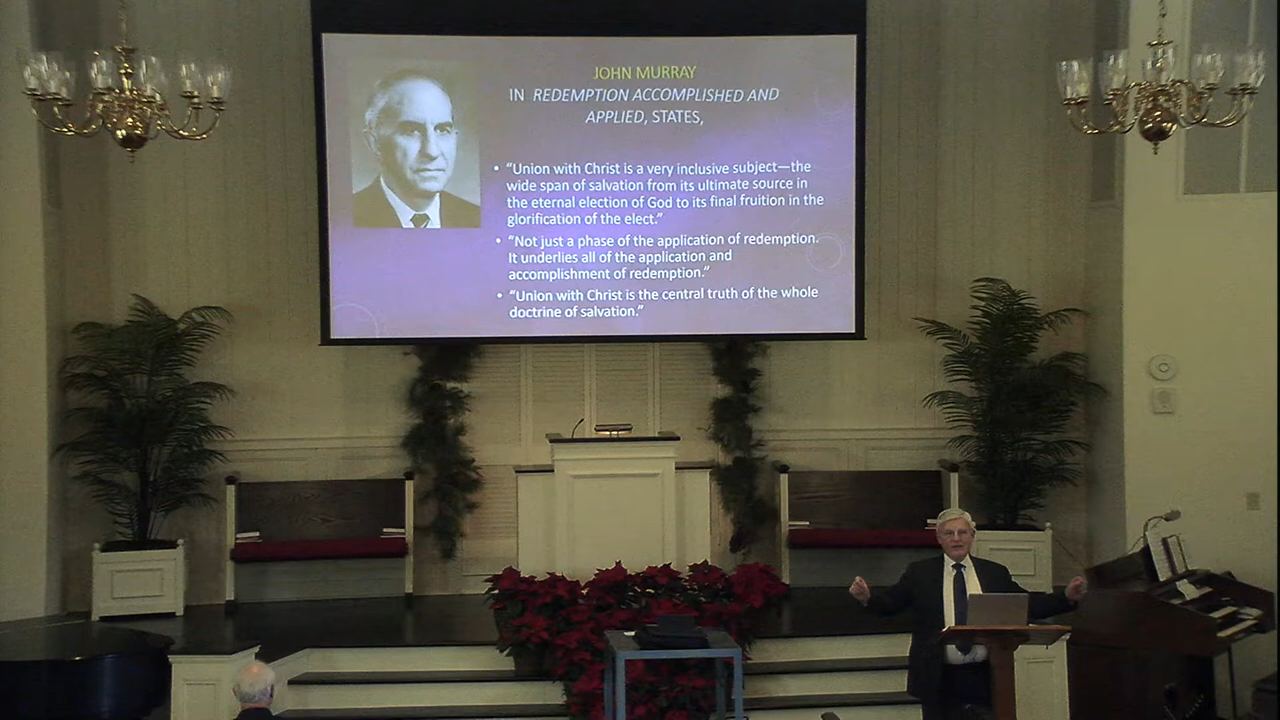 JOHN MURRAY
IN REDEMPTION ACCOMPLISHED AND
APPLIED, STATES,
• “Union with Christ is a very inclusive subject—the
wide span of salvation from its ultimate source in
the eternal election of God to its final fruition in the
glorification of the elect.”
• “Not just a phase of the application of redemption.
It underlies all of the application and
accomplishment of redemption.”
• “Union with Christ is the central truth of the whole
doctrine of salvation.”